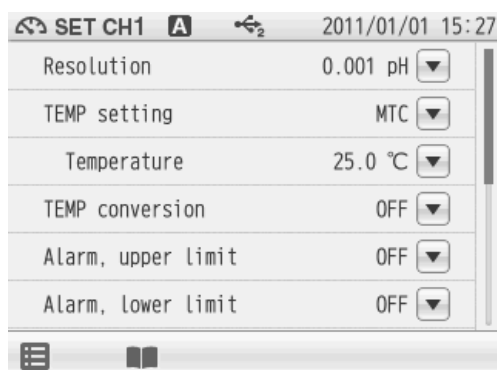 SET CH1 A 2 2011/01/01 15:27
Resolution 0.001 pH
TEMP setting MTC
Temperature 25.0 ℃
TEMP conversion OFF
Alarm, upper limit OFF
Alarm, lower limit OFF